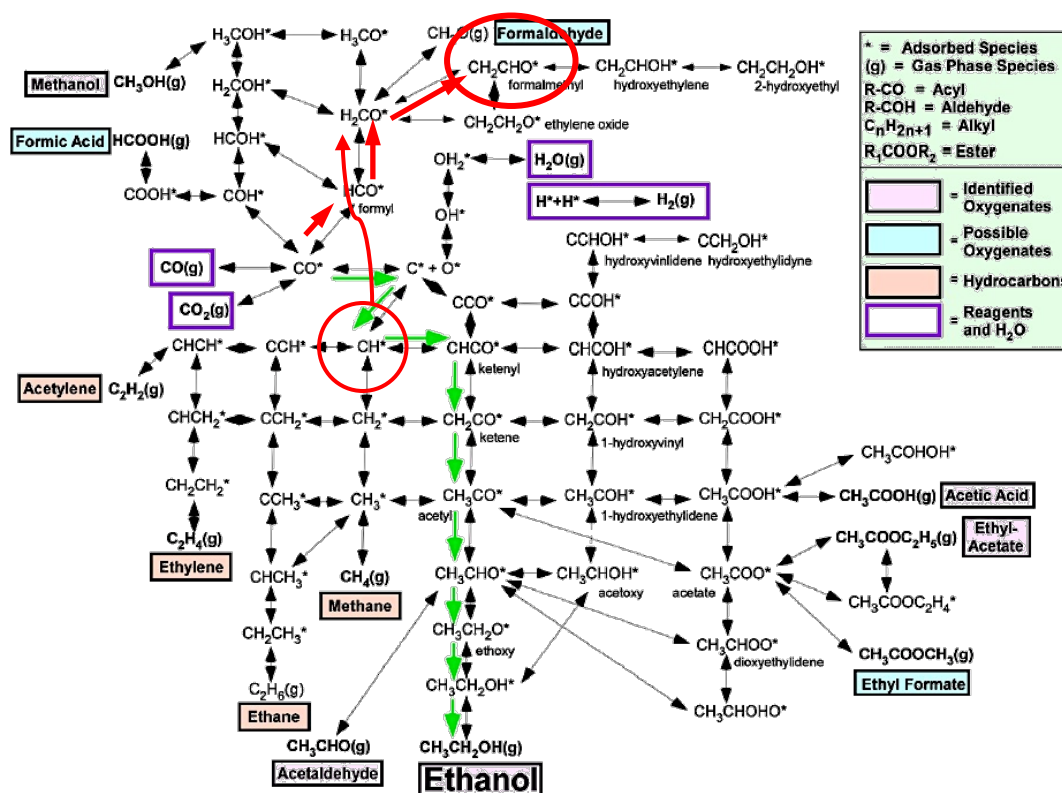 H₃COH*
H₃CO*
CH₂O(g)
Formaldehyde
Methanol
CH₃OH(g)
H₂COH*
CH₂CHO*
formalmethyl
CH₂CHOH*
hydroxyethylene
CH₂CH₂OH*
2-hydroxyethyl
H₂CO*
CH₂CH₂O* ethylene oxide
Formic Acid
HCOOH(g)
HCOH*
COOH*
COH*
HCO*
formyl
OH₂*
H₂O(g)
OH*
H*+H*
H₂(g)
CO(g)
CO*
C* + O*
CO₂(g)
CCHOH*
hydroxyvinlidene
CCH₂OH*
hydroxyethylidyne
CCO*
CCOH*
CHCH*
CCH*
CH*
CHCO*
ketenyl
CHCOH*
hydroxyacetylene
CHCOOH*
Acetylene
C₂H₂(g)
CHCH₂*
CCH₂*
CH₂*
CH₂CO*
ketene
CH₂COH*
1-hydroxyvinyl
CH₂COOH*
CH₂CH₂*
CCH₃*
CH₃*
CH₃CO*
acetyl
CH₃COH*
1-hydroxyethylidene
CH₃COOH*
CH₃COHOH*
CH₃COOH(g)
Acetic Acid
C₂H₄(g)
Ethylene
CHCH₃*
CH₄(g)
Methane
CH₃CHO*
CH₃CHOH*
acetoxy
CH₃COO*
acetate
CH₃COOC₂H₅(g)
Ethyl-
Acetate
CH₃COOC₂H₄*
CH₂CH₃*
CH₃CH₂O*
ethoxy
CH₃CHOO*
dioxyethylidene
CH₃COOCH₃(g)
Ethyl Formate
C₂H₆(g)
Ethane
CH₃CH₂OH*
CH₃CHOHO*
CH₃CHO(g)
Acetaldehyde
CH₃CH₂OH(g)
Ethanol
* = Adsorbed Species
(g) = Gas Phase Species
R-CO = Acyl
R-COH = Aldehyde
CₙH₂ₙ₊₁ = Alkyl
R₁COOR₂ = Ester
= Identified
Oxygenates
= Possible
Oxygenates
= Hydrocarbons
= Reagents
and H₂O